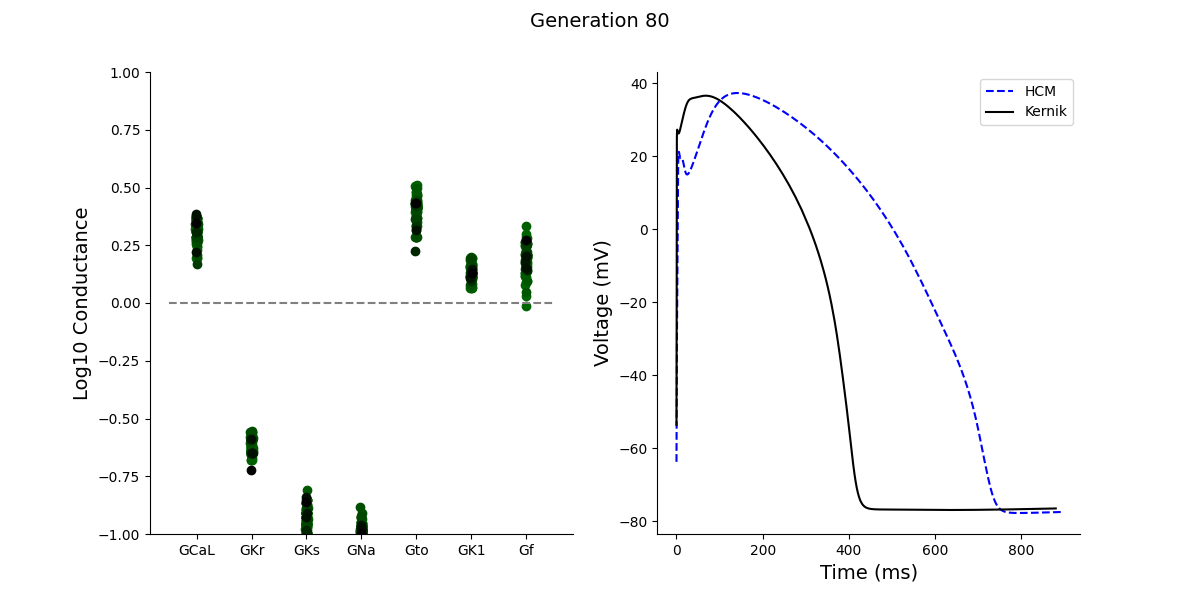 Generation 80
Log10 Conductance
1.00
0.75
0.50
0.25
0.00
−0.25
−0.50
−0.75
−1.00
GCaL GKr GKs GNa Gto GK1 Gf
Voltage (mV)
40
20
0
−20
−40
−60
−80
HCM
Kernik
0 200 400 600 800
Time (ms)